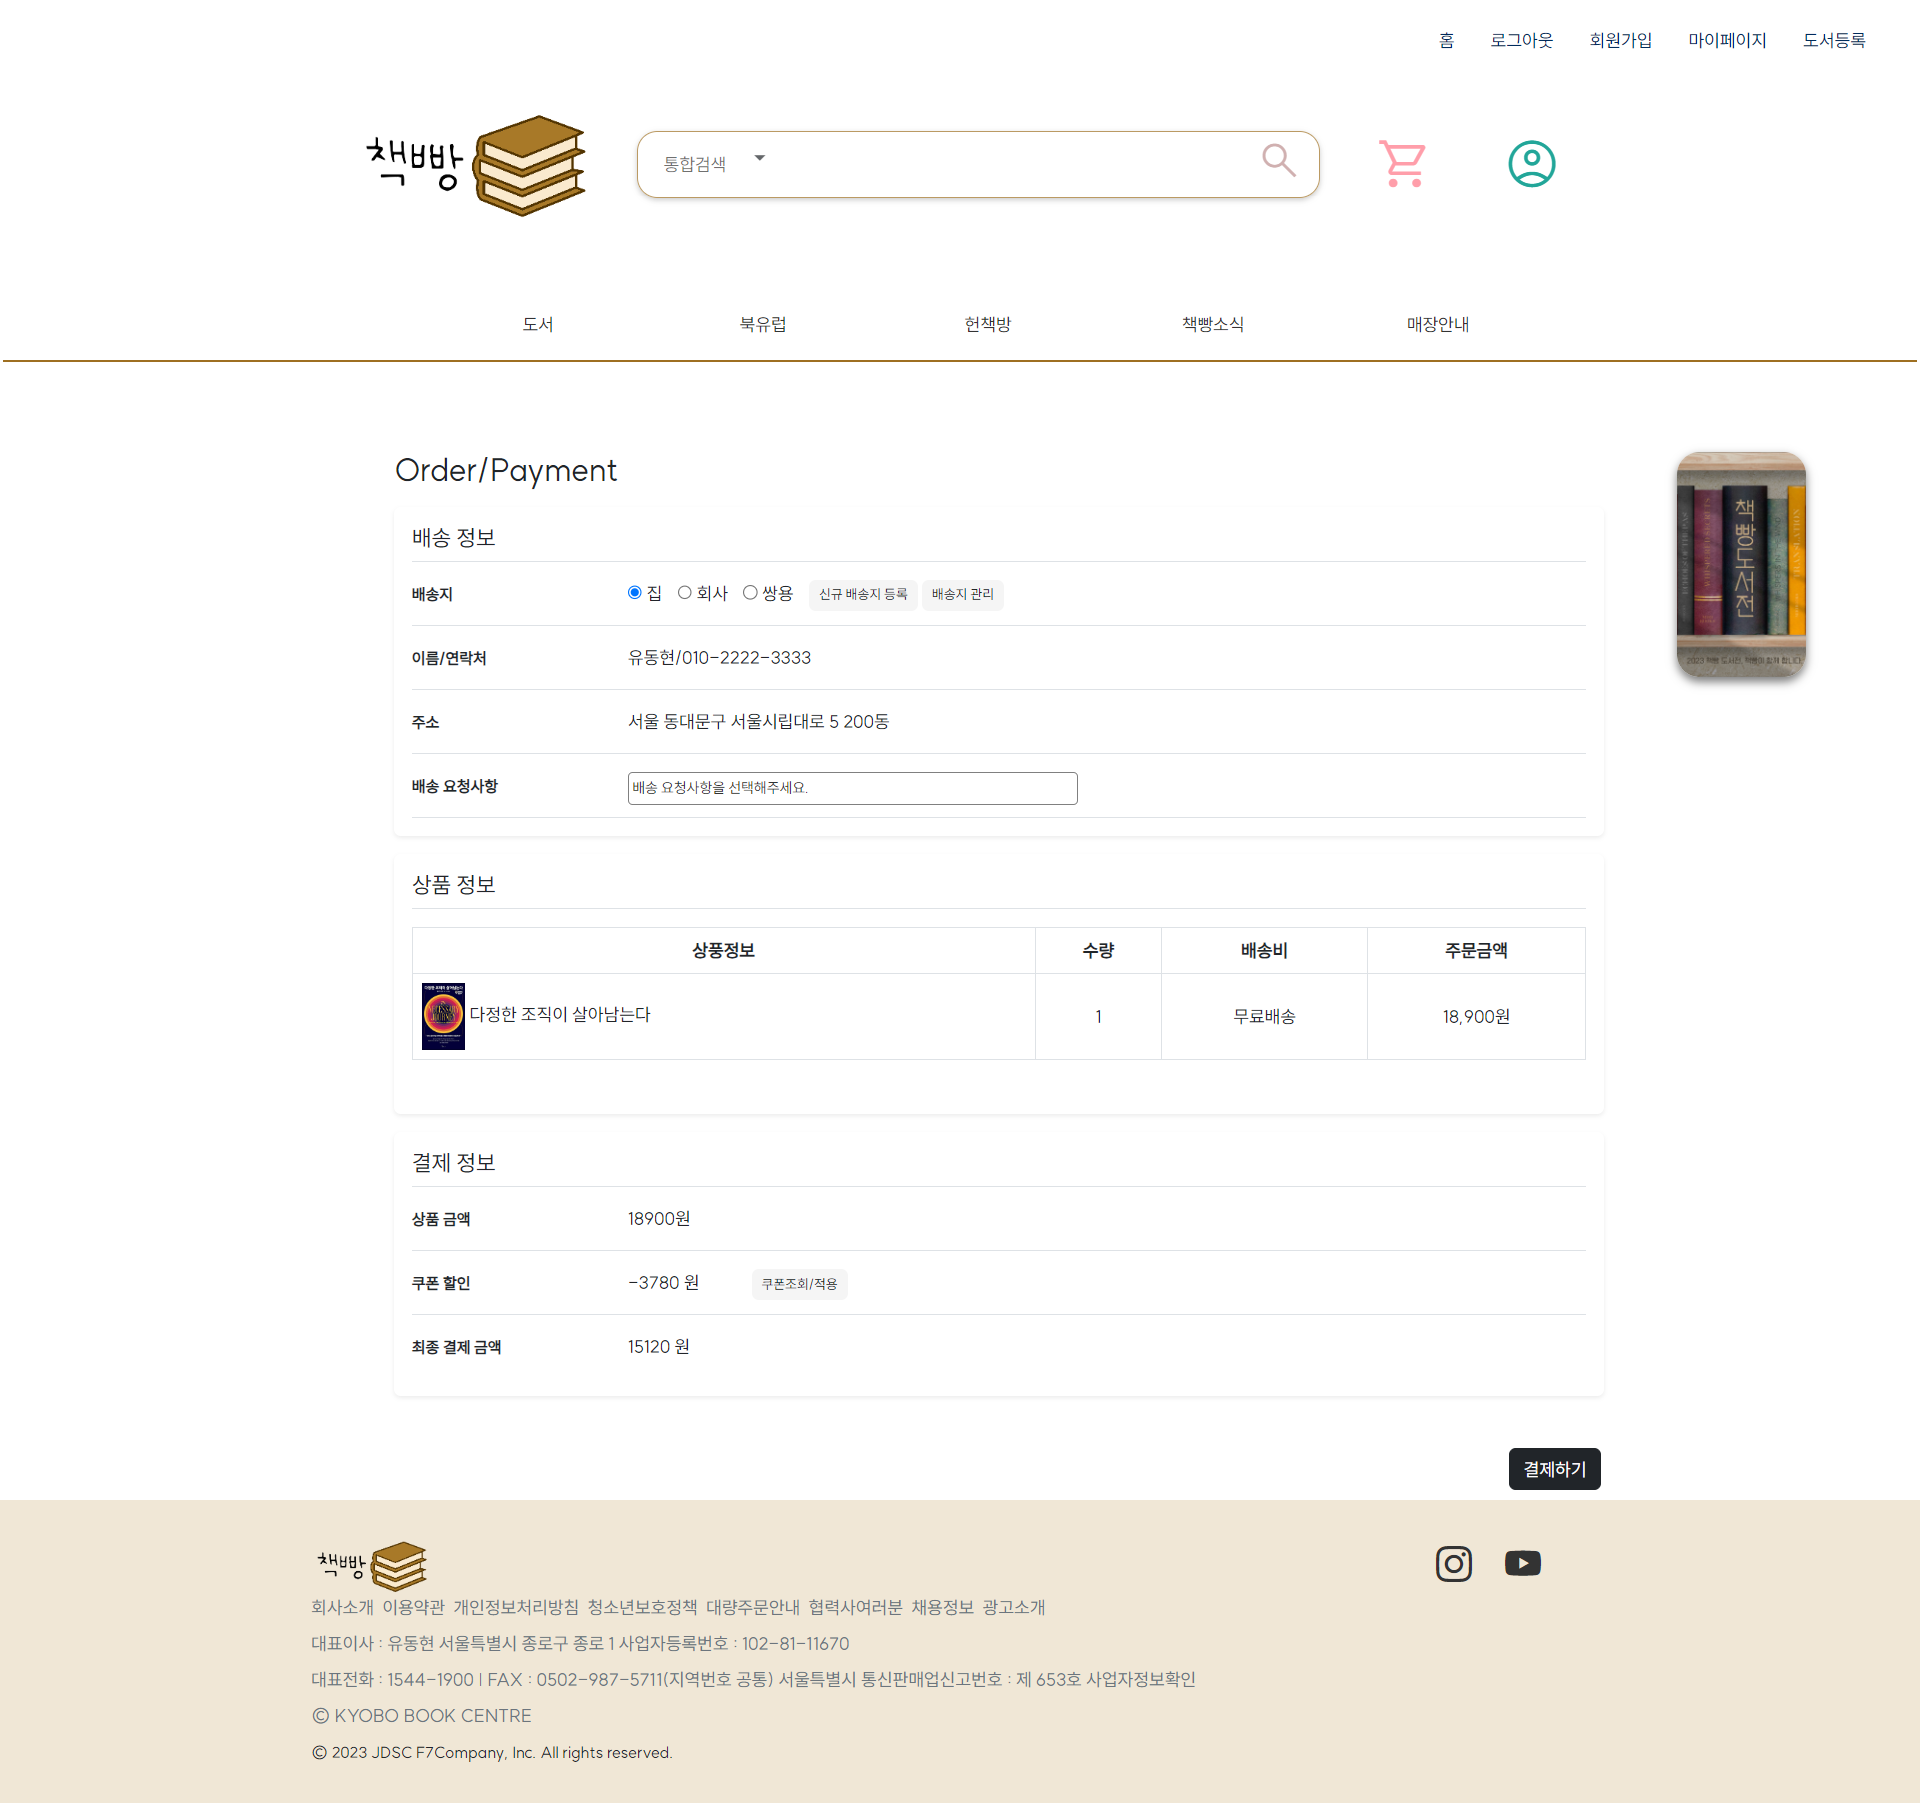 홈 로그아웃 회원가입 마이페이지 도서등록
책빵
통합검색
도서 북유럽 헌책방 책빵소식 매장안내
Order/Payment
책빵도서전
배송 정보
배송지 집 회사 쌍용 신규 배송지 등록 배송지 관리
이름/연락처 유동현/010-2222-3333
주소 서울 동대문구 서울시립대로 5 200동
배송 요청사항 배송 요청사항을 선택해주세요.
상품 정보
상품정보 수량 배송비 주문금액
다정한 조직이 살아남는다 1 무료배송 18,900원
결제 정보
상품 금액 18900원
쿠폰 할인 -3780 원 쿠폰조회/적용
최종 결제 금액 15120 원
결제하기
책빵
회사소개 이용약관 개인정보처리방침 청소년보호정책 대량주문안내 협력사여러분 채용정보 광고소개
대표이사 : 유동현 서울특별시 종로구 종로 1 사업자등록번호 : 102-81-11670
대표전화 : 1544-1900 | FAX : 0502-987-5711(지역번호 공통) 서울특별시 통신판매업신고번호 : 제 653호 사업자정보확인
© KYOBO BOOK CENTRE
© 2023 JDSC F7Company, Inc. All rights reserved.